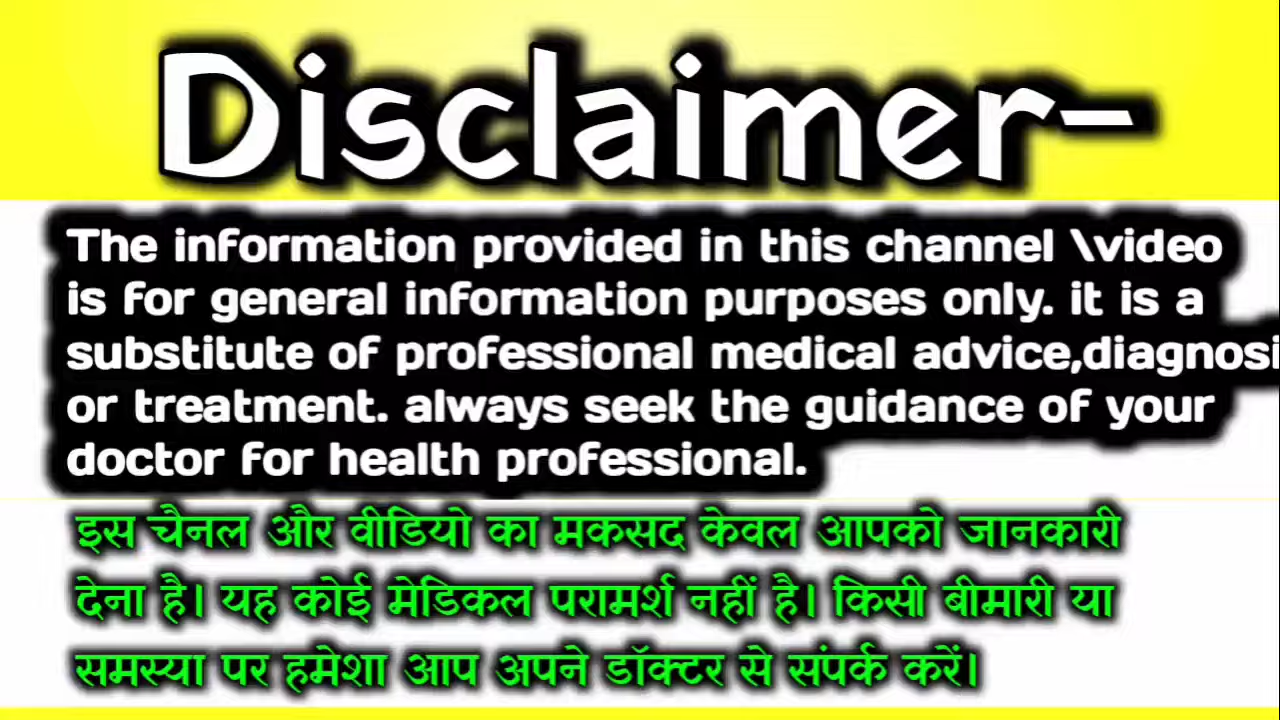 Disclaimer-
The information provided in this channel \video
is for general information purposes only. it is a
substitute of professional medical advice,diagnosi
or treatment. always seek the guidance of your
doctor for health professional.
इस चैनल और वीडियो का मकसद केवल आपको जानकारी
देना है। यह कोई मेडिकल परामर्श नहीं है। किसी बीमारी या
समस्या पर हमेशा आप अपने डॉक्टर से संपर्क करें।